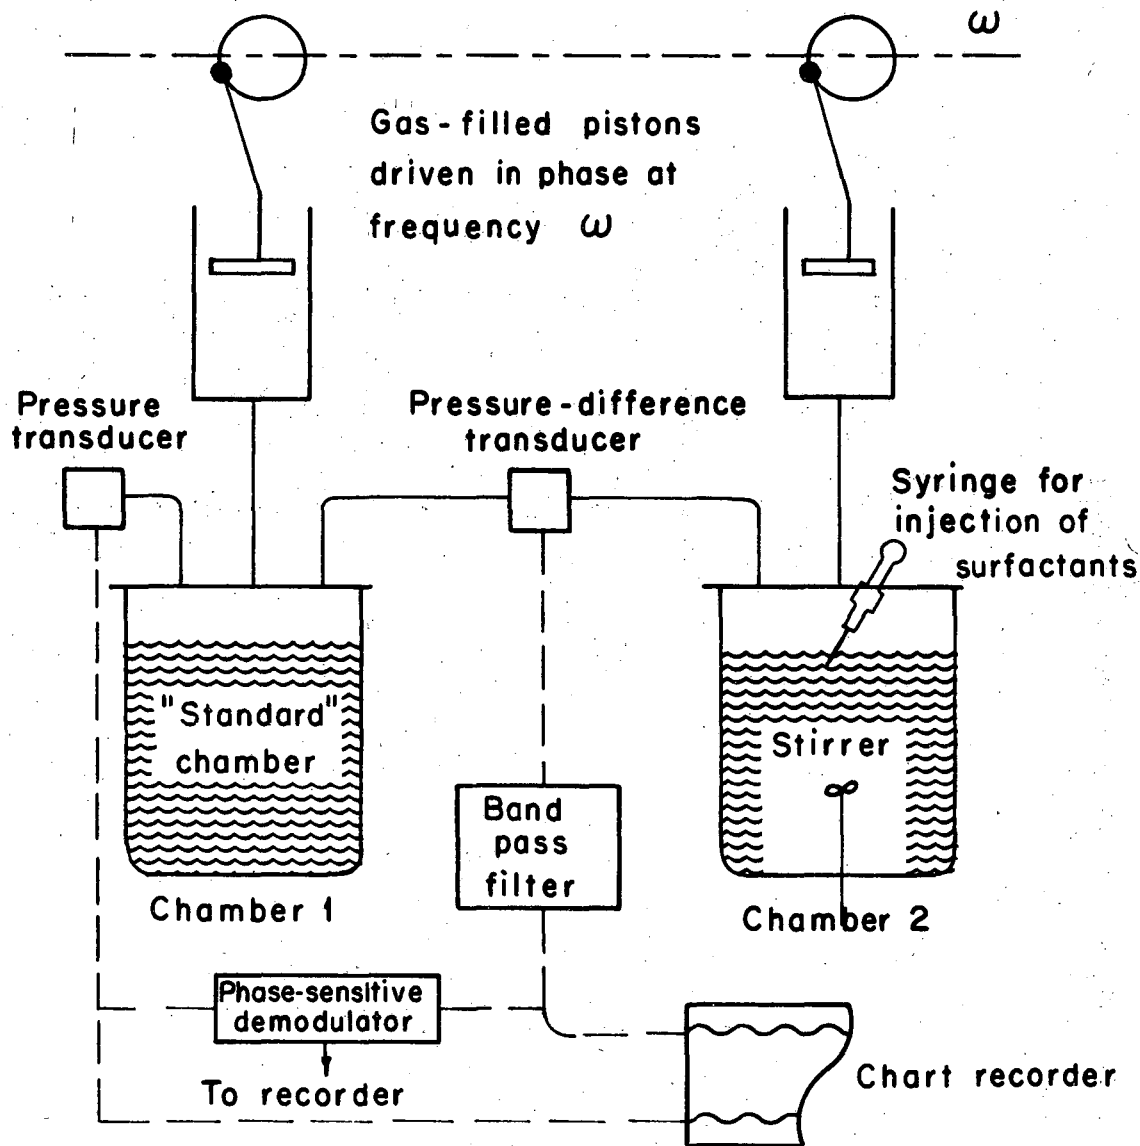 ω
Gas-filled pistons
driven in phase at
frequency ω
Pressure
transducer
Pressure-difference
transducer
Syringe for
injection of
surfactants
"Standard"
chamber
Stirrer
Band
pass
filter
Chamber 1
Chamber 2
Phase-sensitive
demodulator
To recorder
Chart recorder